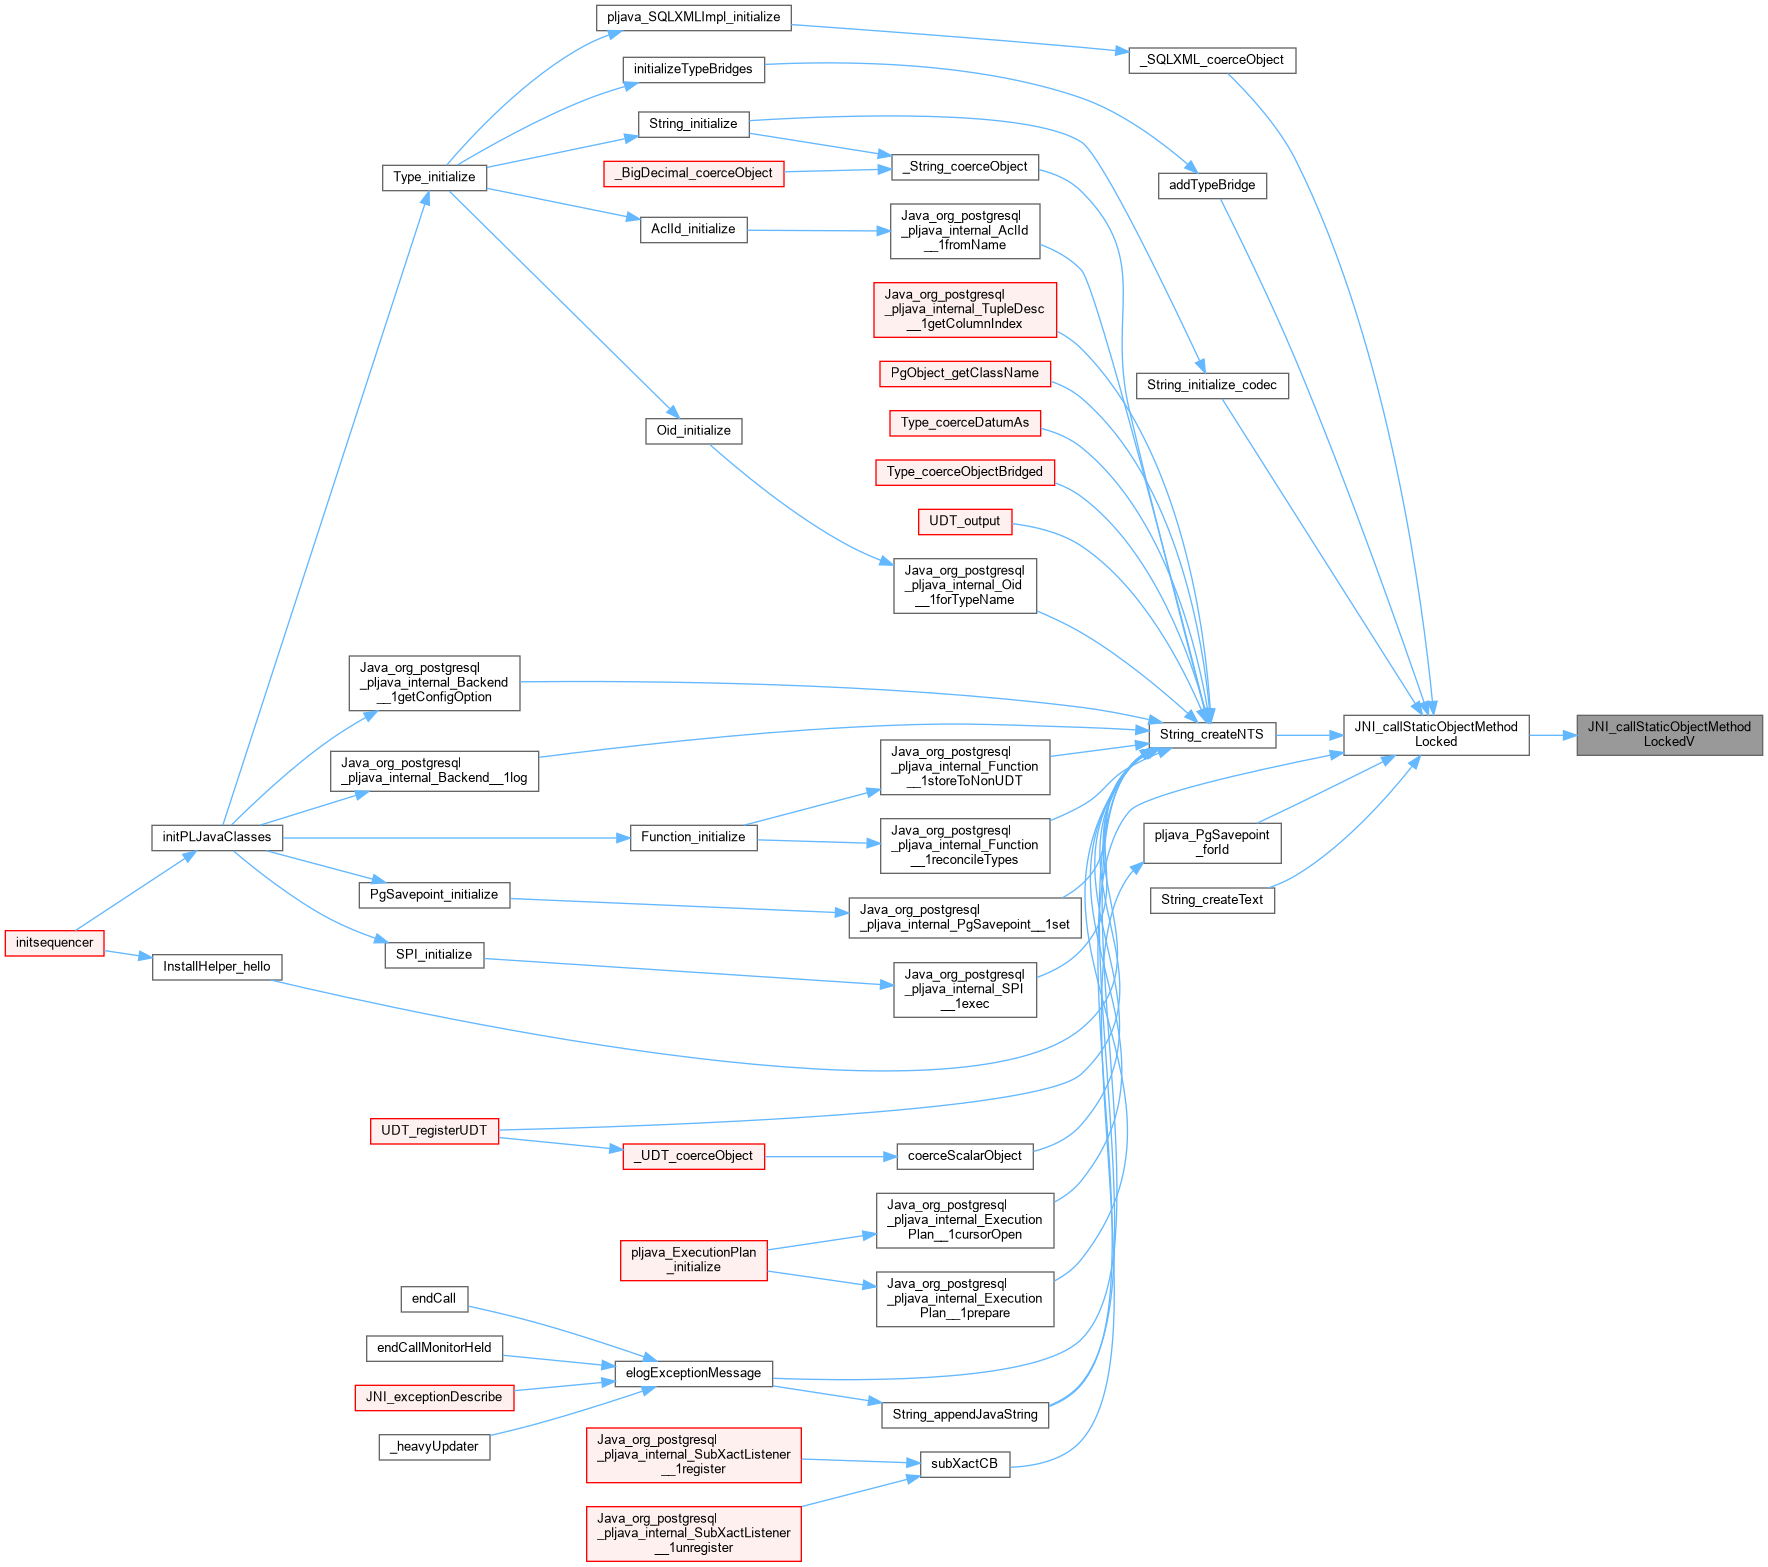 pljava_SQLXMLImpl_initialize
_SQLXML_coerceObject
initializeTypeBridges
String_initialize
_String_coerceObject
_BigDecimal_coerceObject
Type_initialize
addTypeBridge
AclId_initialize
Java_org_postgresql
_pljava_internal_AclId
__1fromName
Java_org_postgresql
_pljava_internal_TupleDesc
__1getColumnIndex
PgObject_getClassName
String_initialize_codec
Type_coerceDatumAs
Oid_initialize
Type_coerceObjectBridged
UDT_output
Java_org_postgresql
_pljava_internal_Oid
__1forTypeName
Java_org_postgresql
_pljava_internal_Backend
__1getConfigOption
String_createNTS
JNI_callStaticObjectMethod
Locked
JNI_callStaticObjectMethod
LockedV
Java_org_postgresql
_pljava_internal_Backend__1log
Java_org_postgresql
_pljava_internal_Function
__1storeToNonUDT
initPLJavaClasses
Function_initialize
Java_org_postgresql
_pljava_internal_Function
__1reconcileTypes
pljava_PgSavepoint
_forId
PgSavepoint_initialize
Java_org_postgresql
_pljava_internal_PgSavepoint__1set
String_createText
initsequencer
InstallHelper_hello
SPI_initialize
Java_org_postgresql
_pljava_internal_SPI
__1exec
UDT_registerUDT
_UDT_coerceObject
coerceScalarObject
Java_org_postgresql
_pljava_internal_Execution
Plan__1cursorOpen
pljava_ExecutionPlan
_initialize
Java_org_postgresql
_pljava_internal_Execution
Plan__1prepare
endCall
endCallMonitorHeld
elogExceptionMessage
JNI_exceptionDescribe
String_appendJavaString
_heavyUpdater
Java_org_postgresql
_pljava_internal_SubXactListener
__1register
subXactCB
Java_org_postgresql
_pljava_internal_SubXactListener
__1unregister